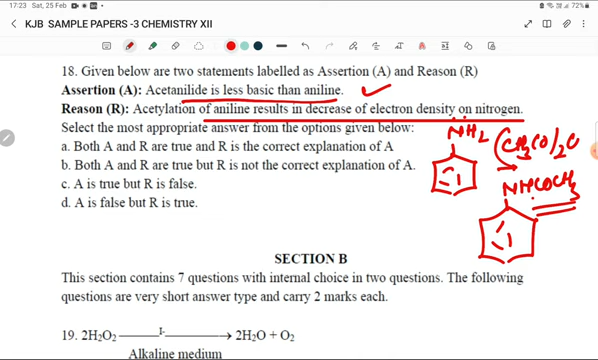 17:23 Sat, 25 Feb
72%
KJB SAMPLE PAPERS -3 CHEMISTRY XII
18. Given below are two statements labelled as Assertion (A) and Reason (R)
Assertion (A): Acetanilide is less basic than aniline.
Reason (R): Acetylation of aniline results in decrease of electron density on nitrogen.
Select the most appropriate answer from the options given below:
a. Both A and R are true and R is the correct explanation of A
b. Both A and R are true but R is not the correct explanation of A.
c. A is true but R is false.
d. A is false but R is true.
NH2
(CH3CO)2O
NHCOCH3
SECTION B
This section contains 7 questions with internal choice in two questions. The following
questions are very short answer type and carry 2 marks each.
I-
19. 2H2O2 ⟶ 2H2O + O2
Alkaline medium